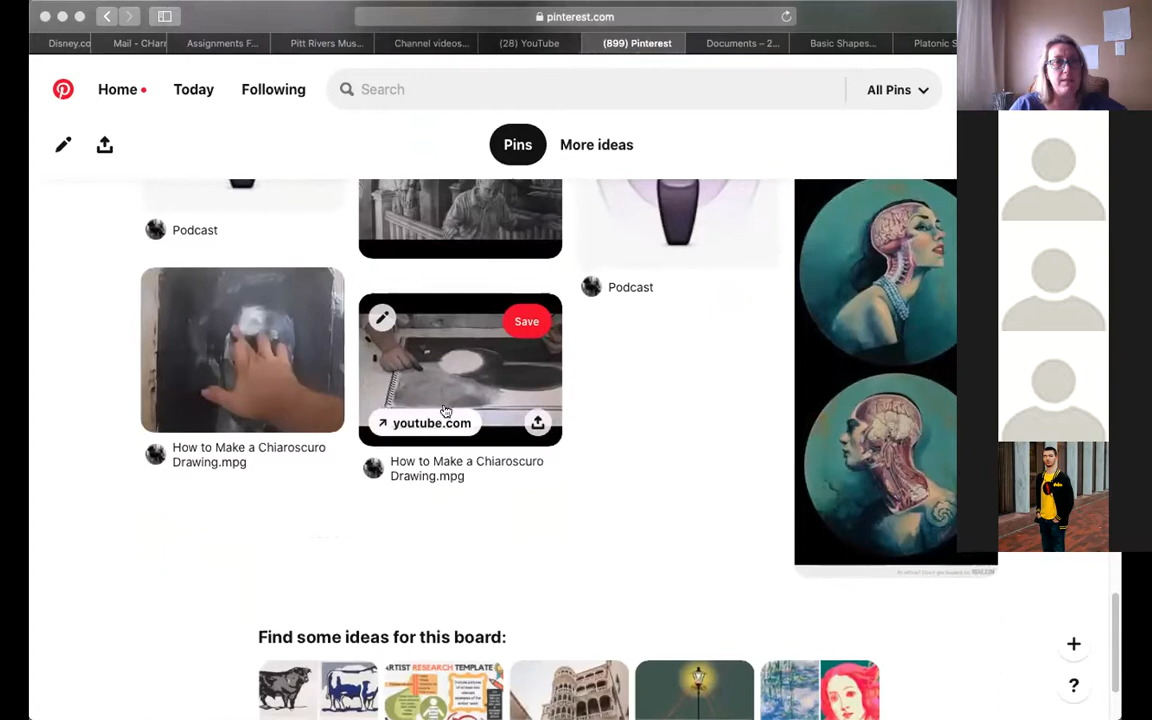 pinterest.com
Disney.co
Mail - CHarr
Assignments F...
Pitt Rivers Mus...
Channel videos...
(28) YouTube
(899) Pinterest
Documents – 2...
Basic Shapes...
Platonic S
Home
Today
Following
Search
All Pins
Pins
More ideas
Podcast
Podcast
Save
youtube.com
How to Make a Chiaroscuro
Drawing.mpg
How to Make a Chiaroscuro
Drawing.mpg
Find some ideas for this board:
ARTIST RESEARCH TEMPLATE
+
?